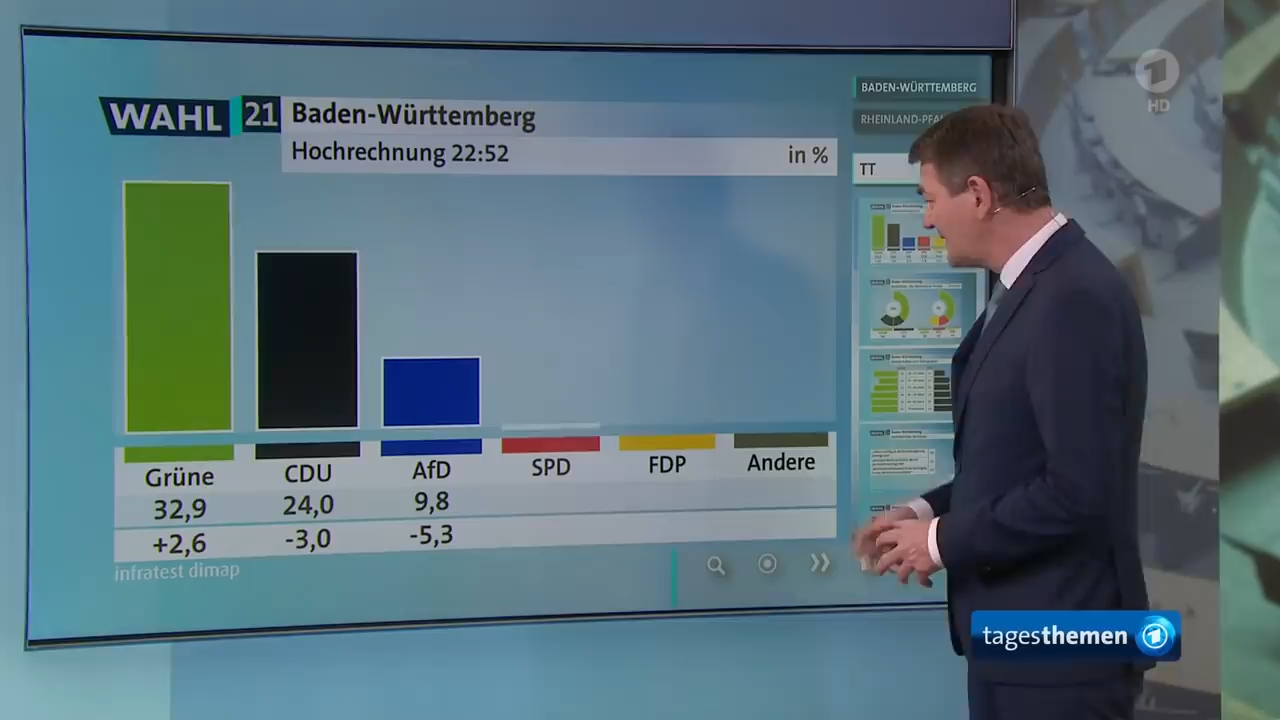 WAHL 21
Baden-Württemberg
Hochrechnung 22:52
in %
BADEN-WÜRTTEMBERG
TT
HD
Grüne
CDU
AfD
SPD
FDP
Andere
32,9
24,0
9,8
+2,6
-3,0
-5,3
infratest dimap
tagesthemen